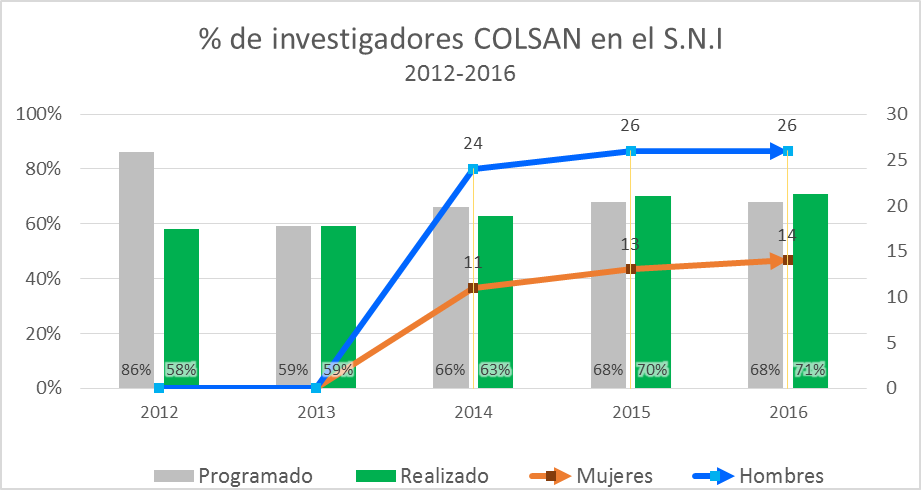 % de investigadores COLSAN en el S.N.I
2012-2016
100% 30
24 26 26
80% 25
60% 20
11 13 14
40% 15
10
20% 5
86% 58% 59% 59% 66% 63% 68% 70% 68% 71%
0% 0
2012 2013 2014 2015 2016
Programado Realizado Mujeres Hombres